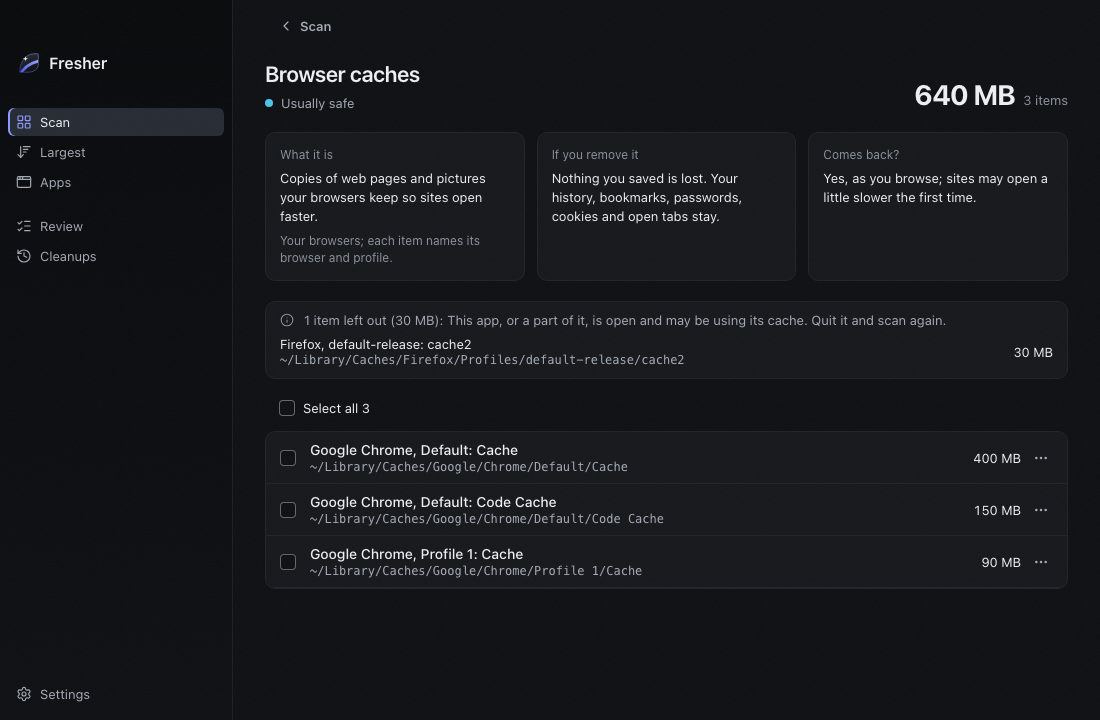 Scan
Fresher
Browser caches
Usually safe
640 MB 3 items
Scan
Largest
Apps
Review
Cleanups
What it is
Copies of web pages and pictures
your browsers keep so sites open
faster.
Your browsers; each item names its
browser and profile.
If you remove it
Nothing you saved is lost. Your
history, bookmarks, passwords,
cookies and open tabs stay.
Comes back?
Yes, as you browse; sites may open a
little slower the first time.
1 item left out (30 MB): This app, or a part of it, is open and may be using its cache. Quit it and scan again.
Firefox, default-release: cache2
~/Library/Caches/Firefox/Profiles/default-release/cache2
30 MB
Select all 3
Google Chrome, Default: Cache
~/Library/Caches/Google/Chrome/Default/Cache
400 MB
Google Chrome, Default: Code Cache
~/Library/Caches/Google/Chrome/Default/Code Cache
150 MB
Google Chrome, Profile 1: Cache
~/Library/Caches/Google/Chrome/Profile 1/Cache
90 MB
Settings